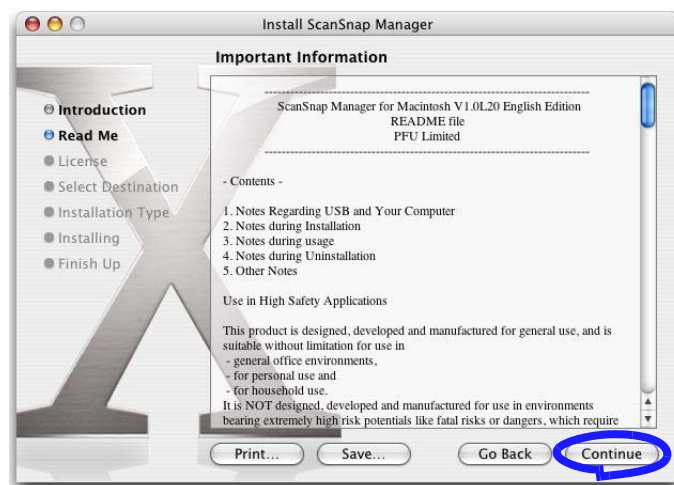 Install ScanSnap Manager
Important Information
Introduction
Read Me
License
Select Destination
Installation Type
Installing
Finish Up
--------------------------------------------------------------------------------
ScanSnap Manager for Macintosh V1.0L20 English Edition
README file
PFU Limited
--------------------------------------------------------------------------------
- Contents -
1. Notes Regarding USB and Your Computer
2. Notes during Installation
3. Notes during usage
4. Notes during Uninstallation
5. Other Notes
Use in High Safety Applications
This product is designed, developed and manufactured for general use, and is
suitable without limitation for use in
- general office environments,
- for personal use and
- for household use.
It is NOT designed, developed and manufactured for use in environments
bearing extremely high risk potentials like fatal risks or dangers, which require
Print...
Save...
Go Back
Continue